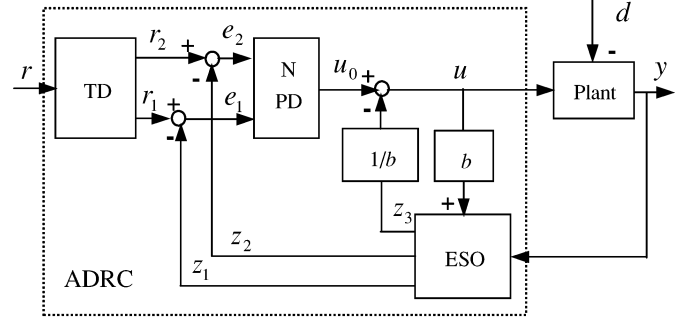 d
-
r
TD
r2
+
-
e2
r1
+
-
e1
N
PD
u0
+
-
u
Plant
y
1/b
b
+
z3
z2
z1
ESO
ADRC